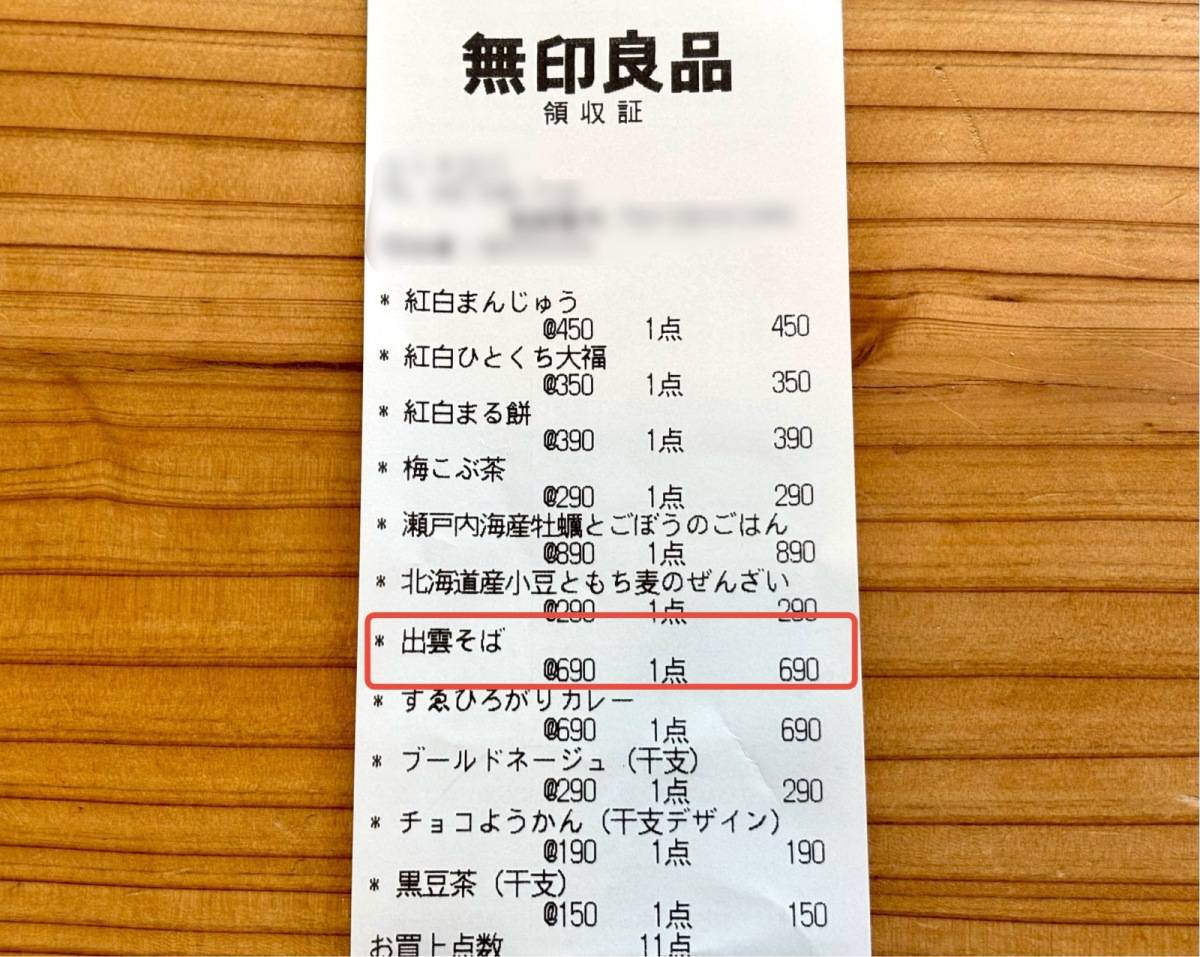 無印良品
領収証
* 紅白まんじゅう
@450 1点 450
* 紅白ひとくち大福
@350 1点 350
* 紅白まる餅
@390 1点 390
* 梅こぶ茶
@290 1点 290
* 瀬戸内海産牡蠣とごぼうのごはん
@890 1点 890
* 北海道産小豆ともち麦のぜんざい
@290 1点 290
* 出雲そば
@690 1点 690
* すゑひろがりカレー
@690 1点 690
* ブールドネージュ（干支）
@290 1点 290
* チョコようかん（干支デザイン）
@190 1点 190
* 黒豆茶（干支）
@150 1点 150
お買上点数 11点